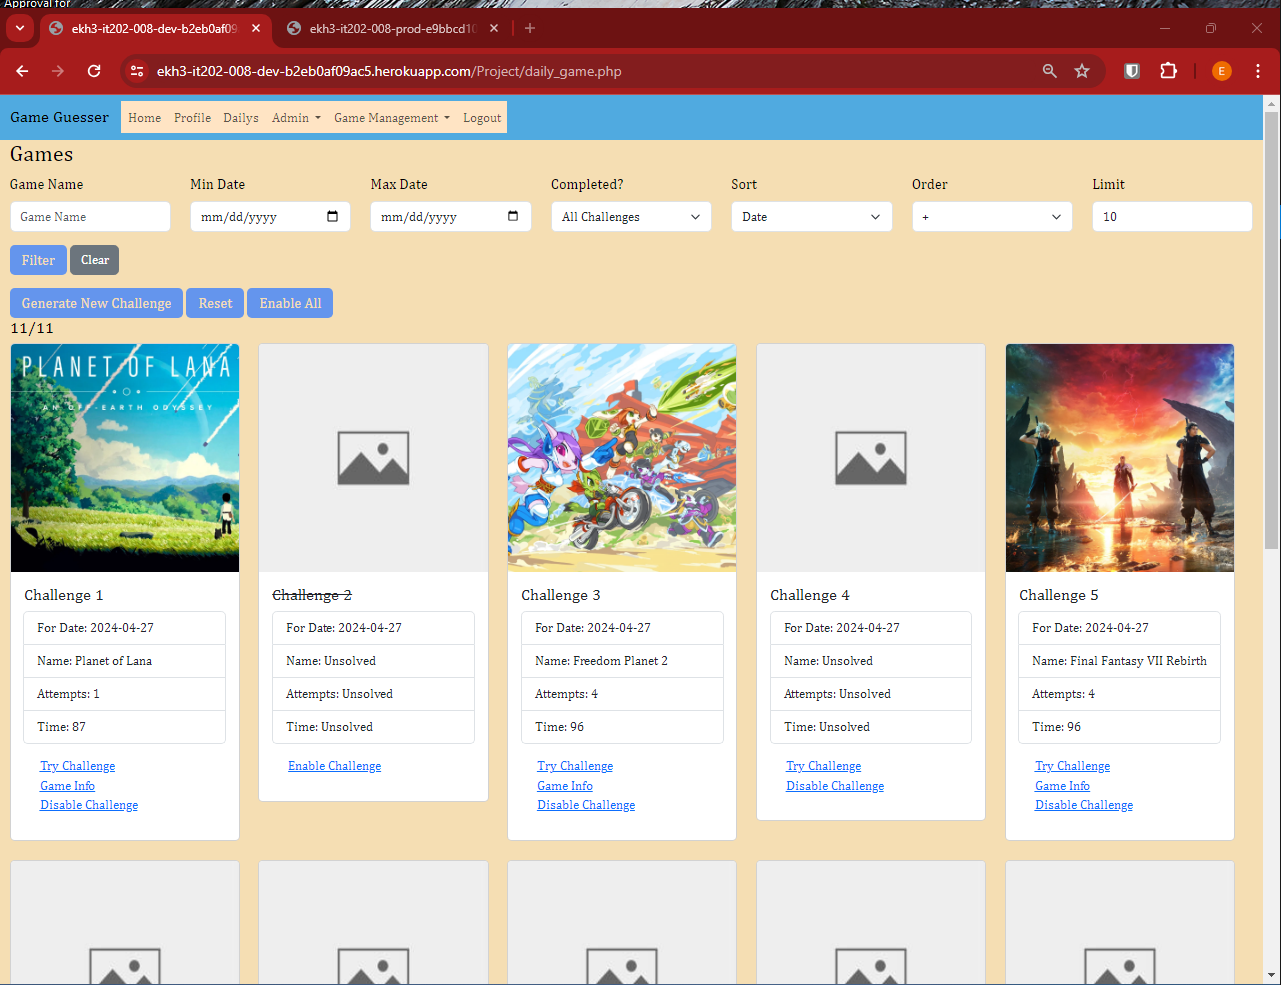 Approval for
ekh3-it202-008-dev-b2eb0af09
ekh3-it202-008-prod-e9bbcd10
ekh3-it202-008-dev-b2eb0af09ac5.herokuapp.com/Project/daily_game.php
E
Game Guesser Home Profile Dailys Admin Game Management Logout
Games
Game Name Min Date Max Date Completed? Sort Order Limit
Game Name mm/dd/yyyy mm/dd/yyyy All Challenges Date + 10
Filter Clear
Generate New Challenge Reset Enable All
11/11
PLANET OF LANA
AN OFF-EARTH ODYSSEY
Challenge 1
For Date: 2024-04-27
Name: Planet of Lana
Attempts: 1
Time: 87
Try Challenge
Game Info
Disable Challenge
Challenge 2
For Date: 2024-04-27
Name: Unsolved
Attempts: Unsolved
Time: Unsolved
Enable Challenge
Challenge 3
For Date: 2024-04-27
Name: Freedom Planet 2
Attempts: 4
Time: 96
Try Challenge
Game Info
Disable Challenge
Challenge 4
For Date: 2024-04-27
Name: Unsolved
Attempts: Unsolved
Time: Unsolved
Try Challenge
Disable Challenge
Challenge 5
For Date: 2024-04-27
Name: Final Fantasy VII Rebirth
Attempts: 4
Time: 96
Try Challenge
Game Info
Disable Challenge